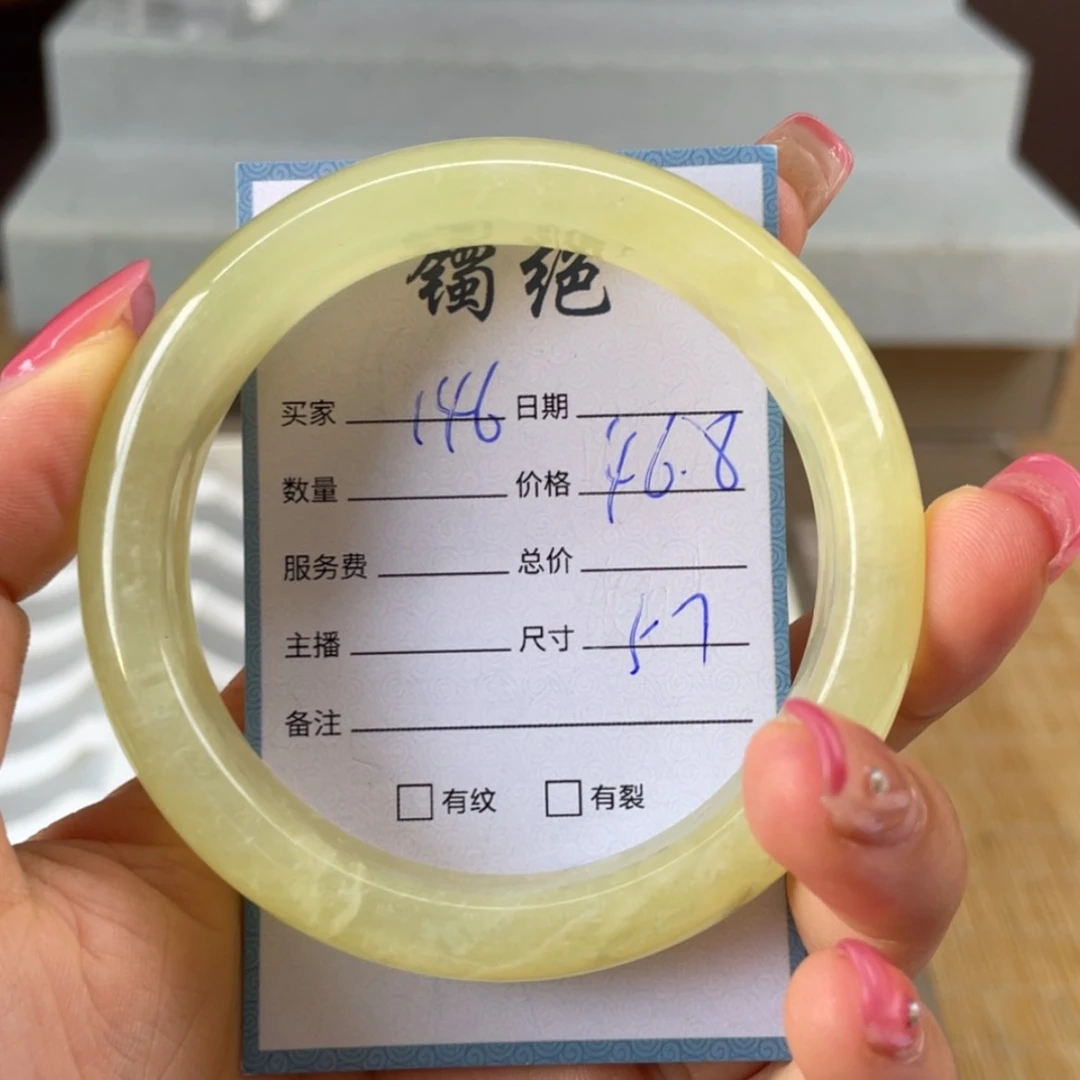 镯绝
买家 146 日期
数量 价格 46.8
服务费 总价
主播 尺寸 57
备注
有纹 有裂